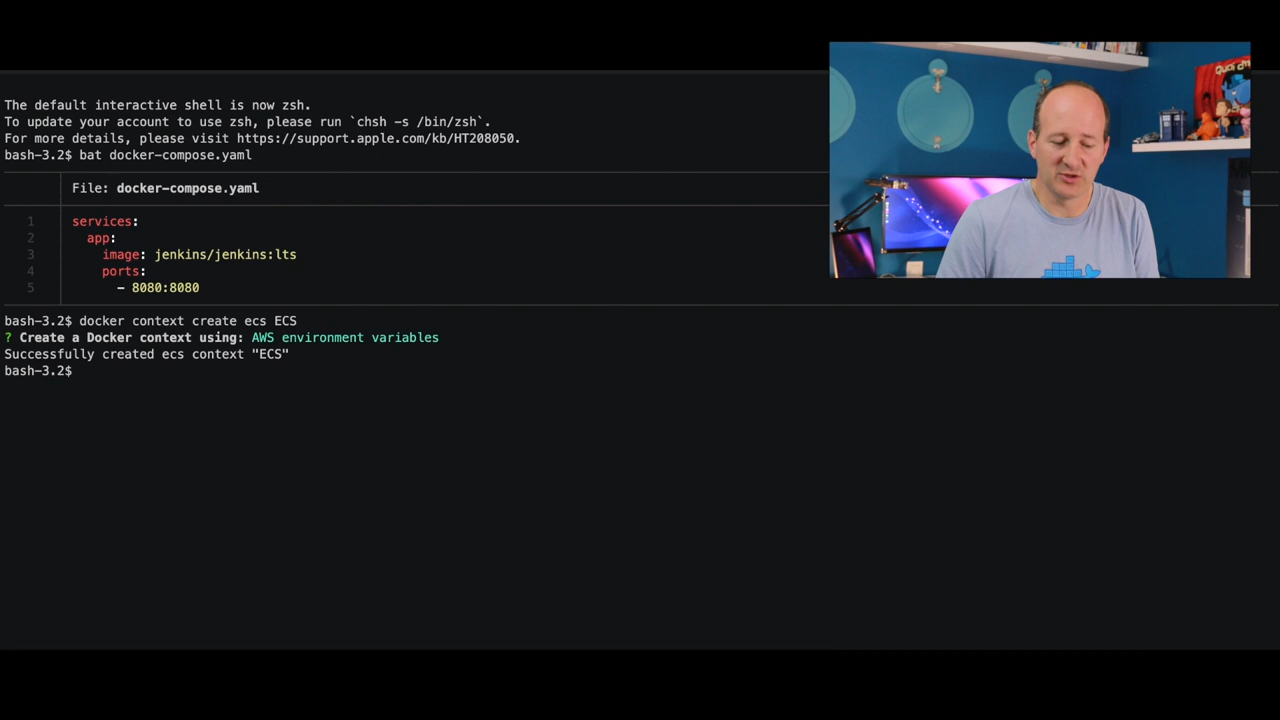 The default interactive shell is now zsh.
To update your account to use zsh, please run `chsh -s /bin/zsh`.
For more details, please visit https://support.apple.com/kb/HT208050.
bash-3.2$ bat docker-compose.yaml
File: docker-compose.yaml
1 services:
2 app:
3 image: jenkins/jenkins:lts
4 ports:
5 - 8080:8080
bash-3.2$ docker context create ecs ECS
? Create a Docker context using: AWS environment variables
Successfully created ecs context "ECS"
bash-3.2$